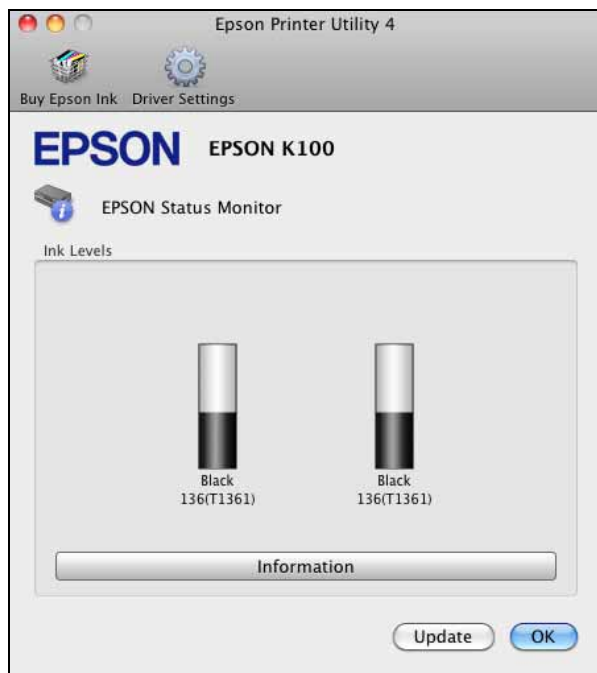 Epson Printer Utility 4
Buy Epson Ink Driver Settings
EPSON EPSON K100
EPSON Status Monitor
Ink Levels
Black Black
136(T1361) 136(T1361)
Information
Update OK